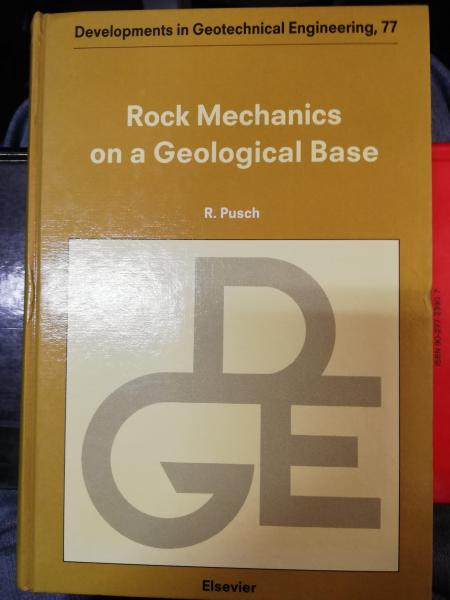 Developments in Geotechnical Engineering, 77
Rock Mechanics
on a Geological Base
R. Pusch
D
GE
Elsevier